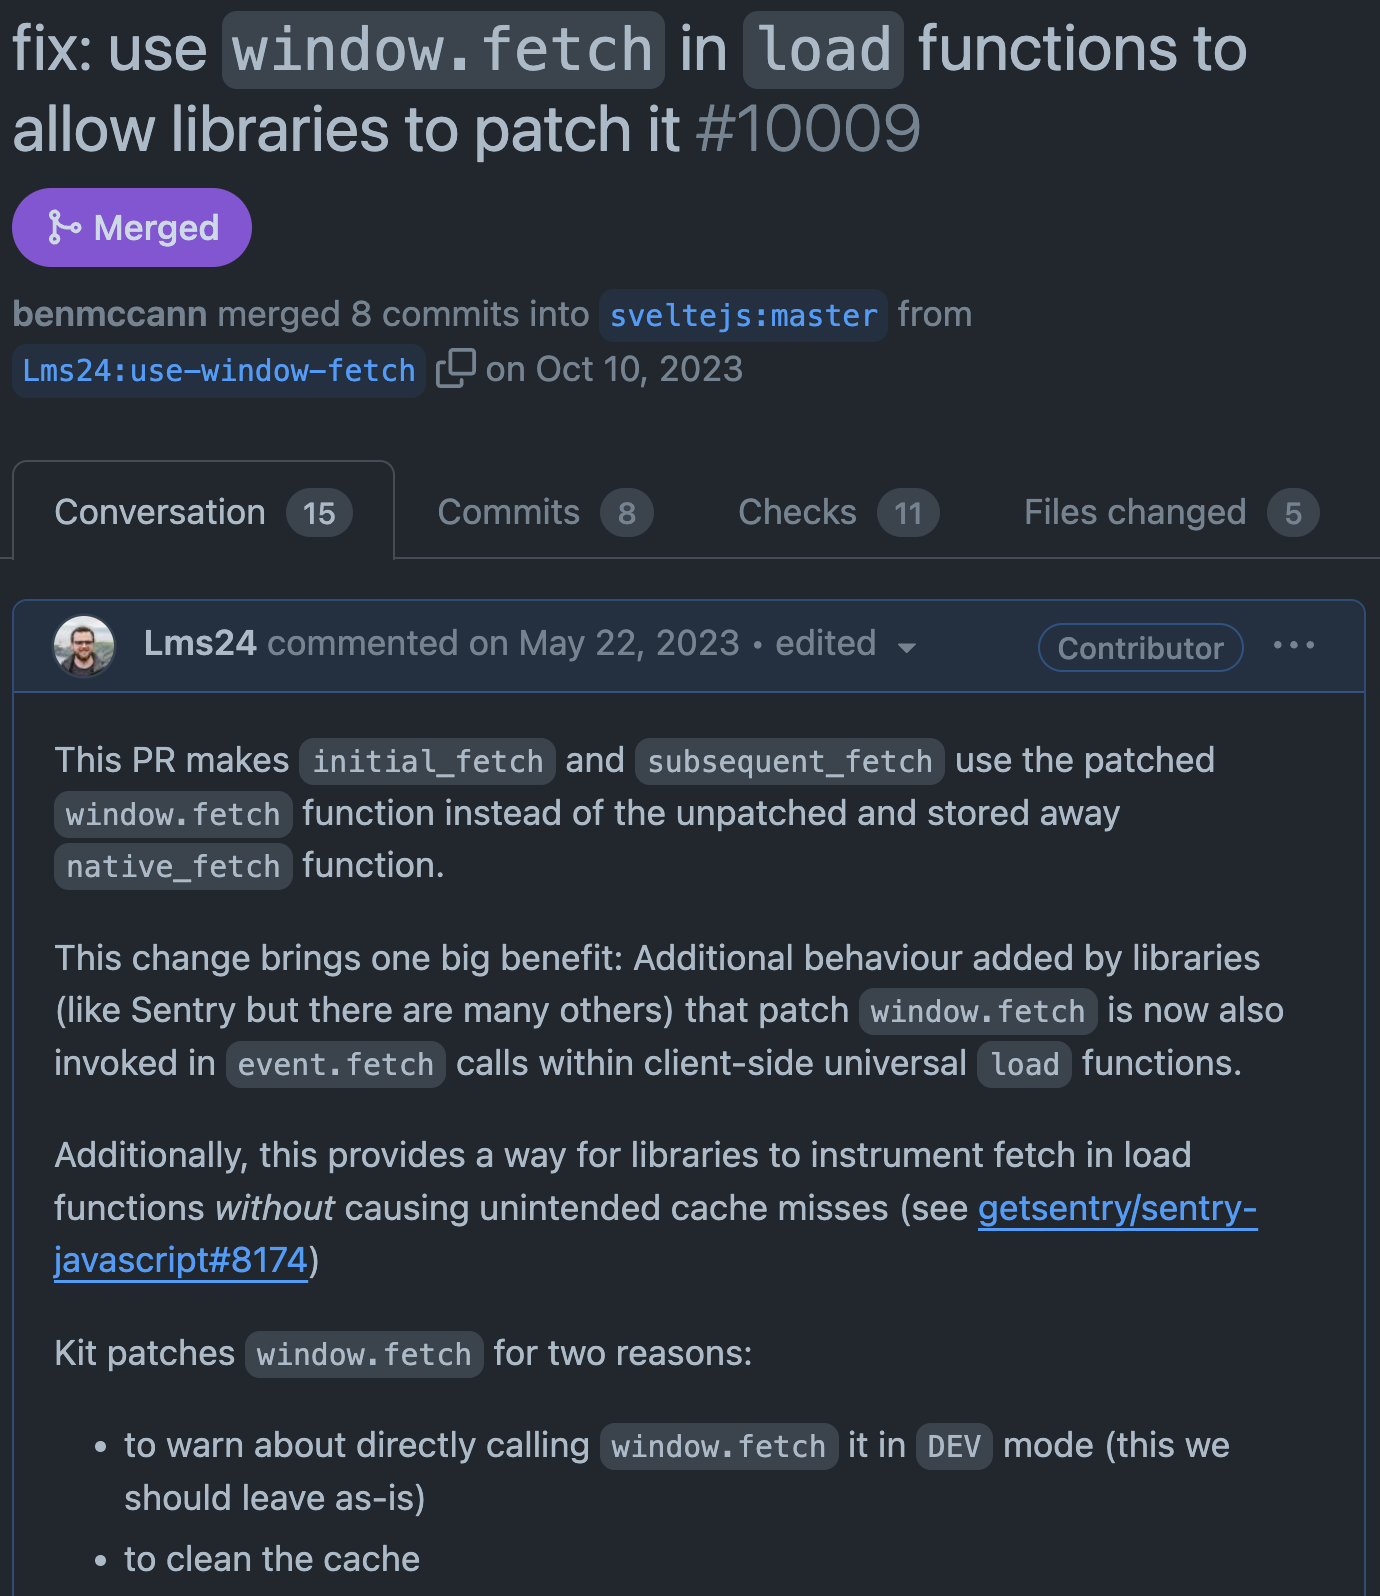 fix: use window.fetch in load functions to
allow libraries to patch it #10009
Merged
benmccann merged 8 commits into sveltejs:master from
Lms24:use-window-fetch on Oct 10, 2023
Conversation 15 Commits 8 Checks 11 Files changed 5
Lms24 commented on May 22, 2023 • edited Contributor ...
This PR makes initial_fetch and subsequent_fetch use the patched
window.fetch function instead of the unpatched and stored away
native_fetch function.
This change brings one big benefit: Additional behaviour added by libraries
(like Sentry but there are many others) that patch window.fetch is now also
invoked in event.fetch calls within client-side universal load functions.
Additionally, this provides a way for libraries to instrument fetch in load
functions without causing unintended cache misses (see getsentry/sentry-
javascript#8174)
Kit patches window.fetch for two reasons:
• to warn about directly calling window.fetch it in DEV mode (this we
should leave as-is)
• to clean the cache